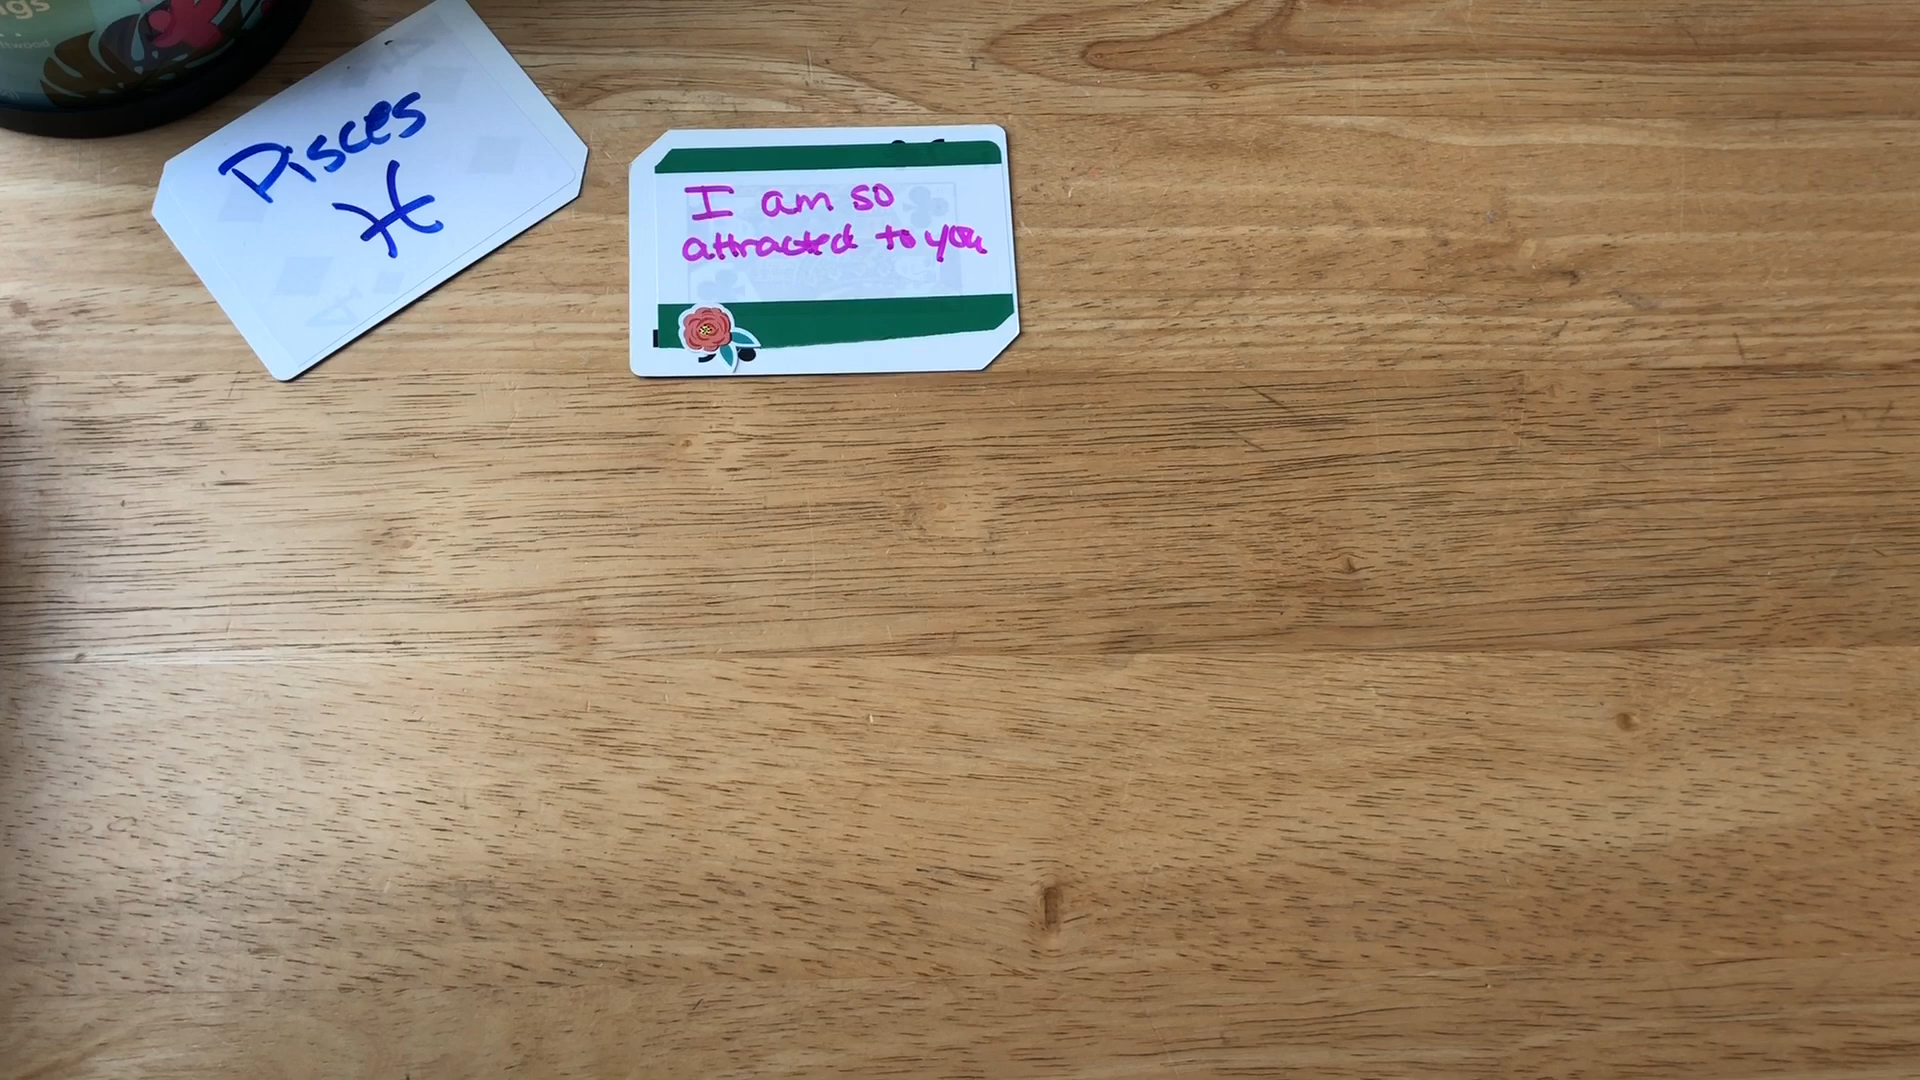 Pisces
♓
I am so
attracted to you